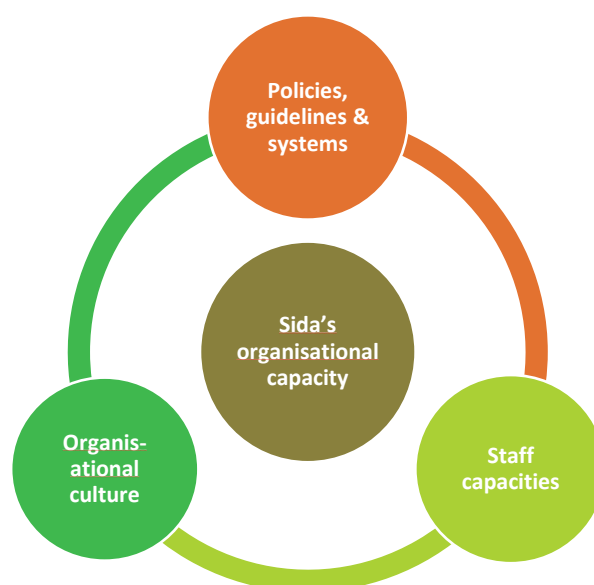 Policies,
guidelines &
systems
Sida's
organisational
capacity
Organis-
ational
culture
Staff
capacities